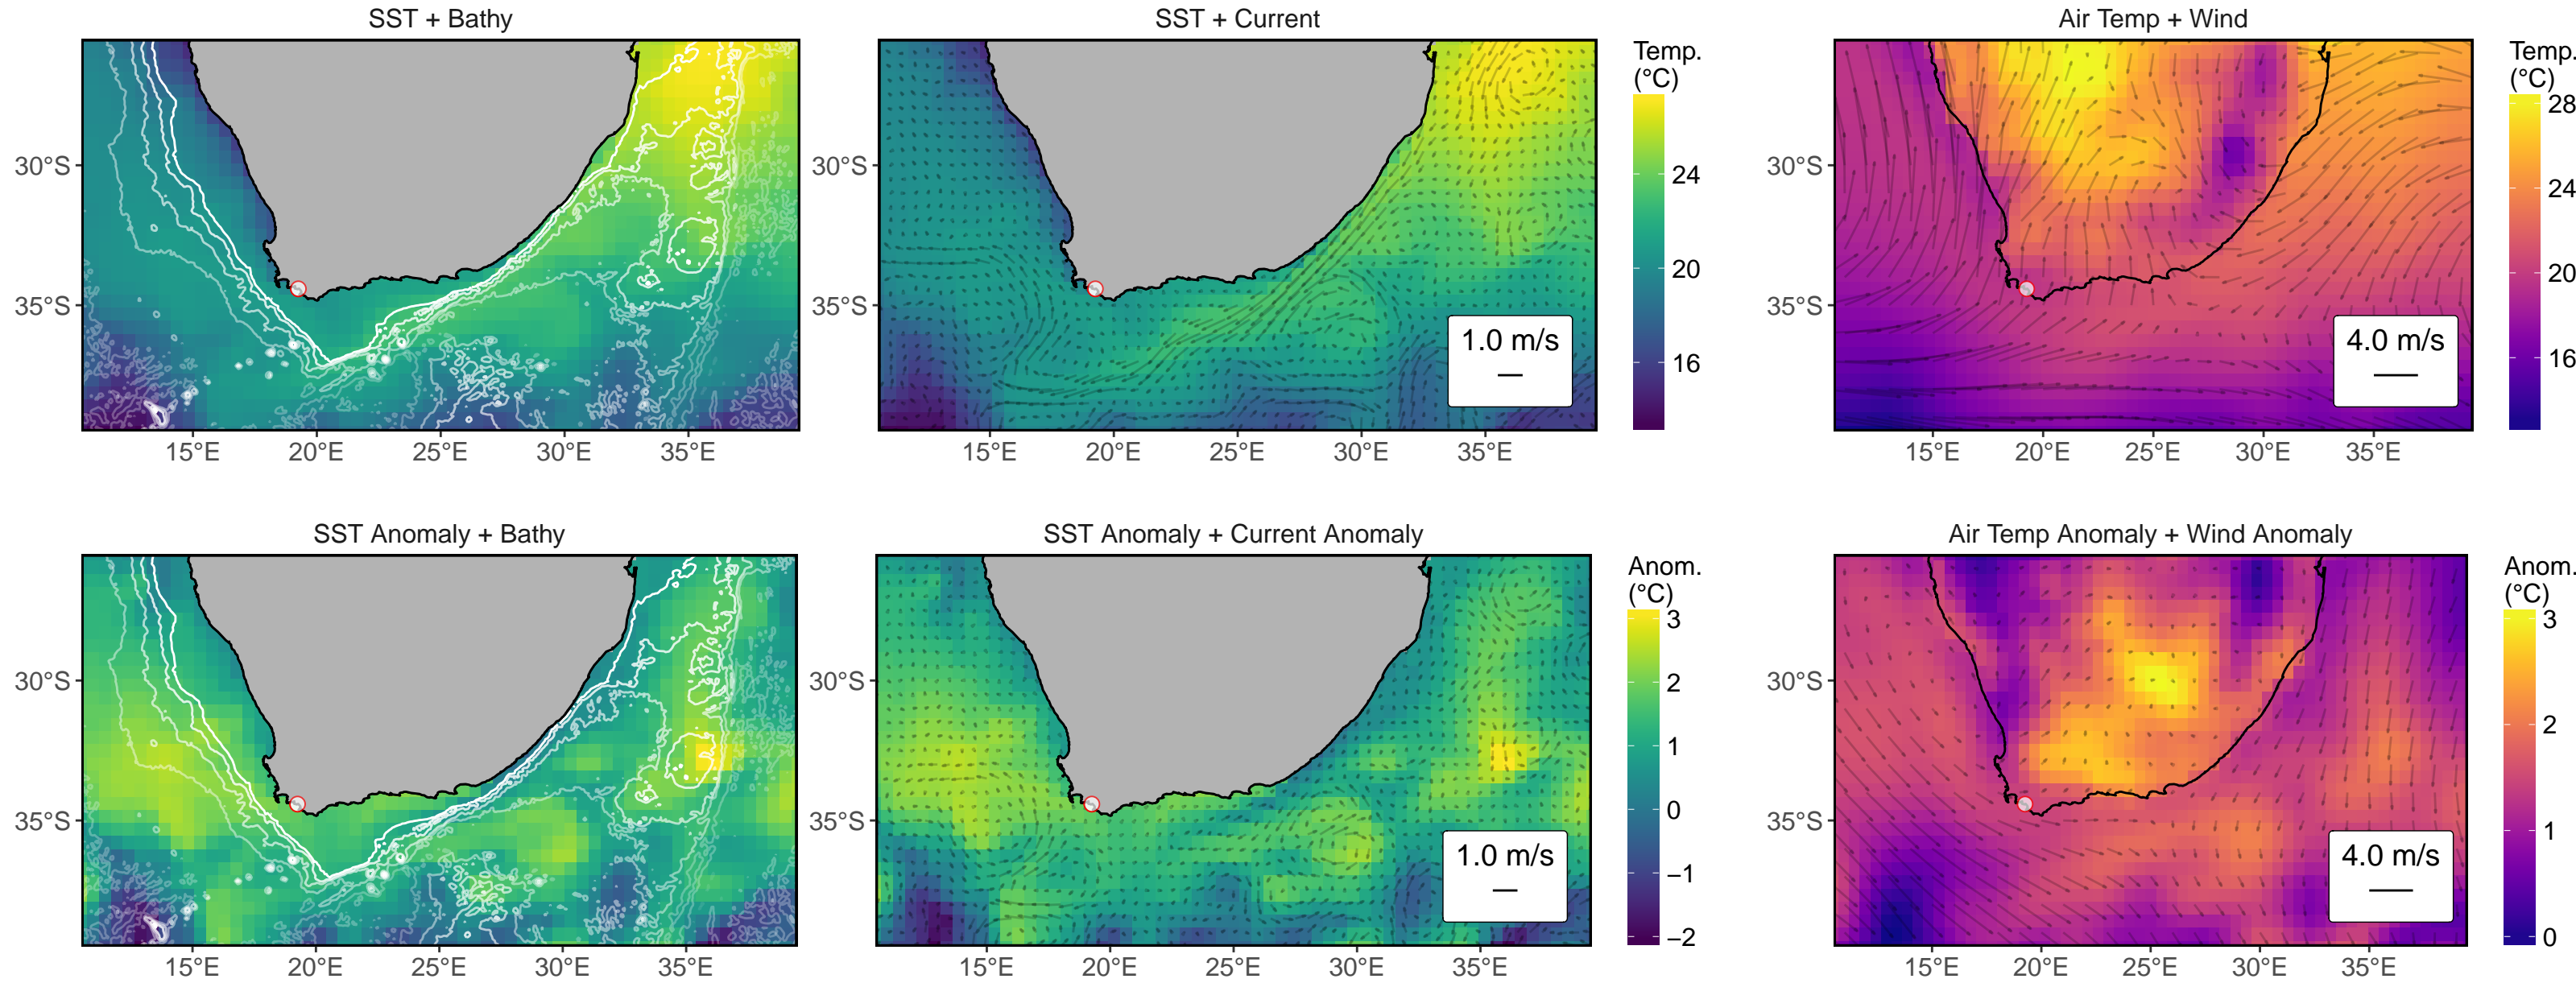 SST + Bathy
SST + Current
Air Temp + Wind
30°S
35°S
15°E
20°E
25°E
30°E
35°E
30°S
35°S
15°E
20°E
25°E
30°E
35°E
1.0 m/s
Temp.
(°C)
24
20
16
30°S
35°S
15°E
20°E
25°E
30°E
35°E
4.0 m/s
Temp.
(°C)
28
24
20
16
SST Anomaly + Bathy
SST Anomaly + Current Anomaly
Air Temp Anomaly + Wind Anomaly
30°S
35°S
15°E
20°E
25°E
30°E
35°E
30°S
35°S
15°E
20°E
25°E
30°E
35°E
1.0 m/s
Anom.
(°C)
3
2
1
0
−1
−2
30°S
35°S
15°E
20°E
25°E
30°E
35°E
4.0 m/s
Anom.
(°C)
3
2
1
0